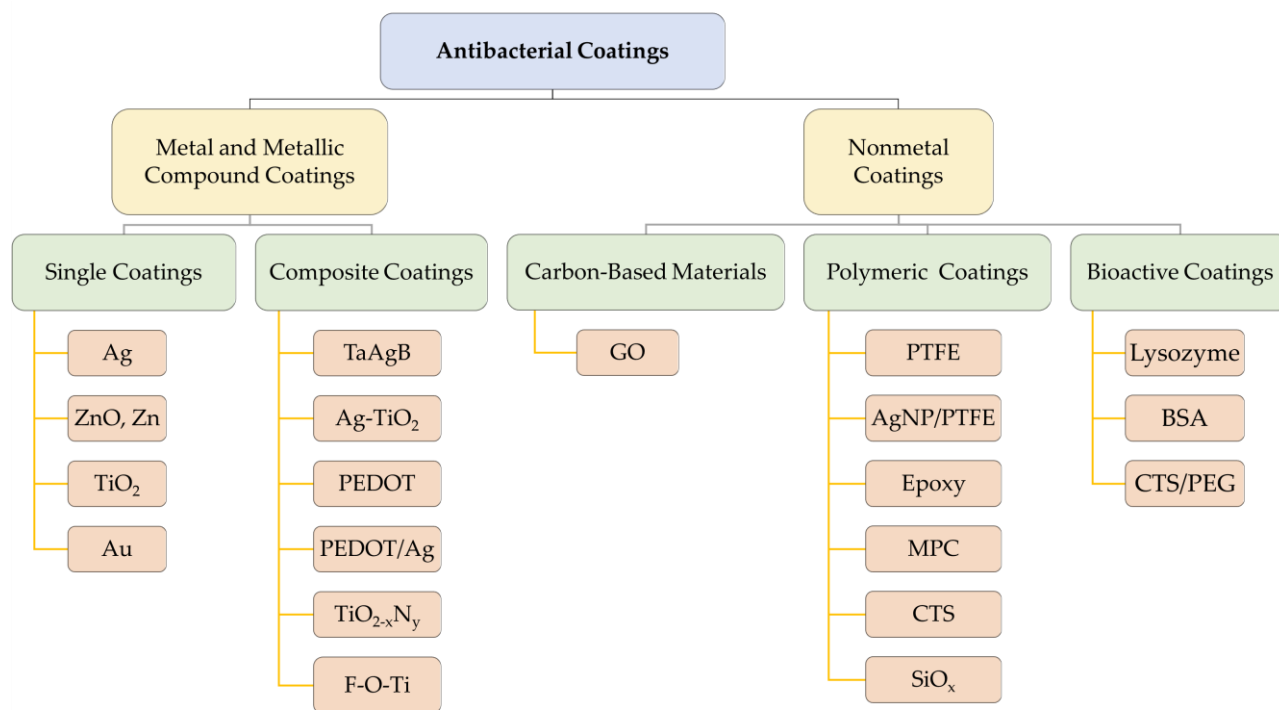 Antibacterial Coatings
Metal and Metallic
Compound Coatings
Nonmetal
Coatings
Single Coatings
Composite Coatings
Carbon-Based Materials
Polymeric Coatings
Bioactive Coatings
Ag
ZnO, Zn
TiO₂
Au
TaAgB
Ag-TiO₂
PEDOT
PEDOT/Ag
TiO₂₋ₓNᵧ
F-O-Ti
GO
PTFE
AgNP/PTFE
Epoxy
MPC
CTS
SiOₓ
Lysozyme
BSA
CTS/PEG